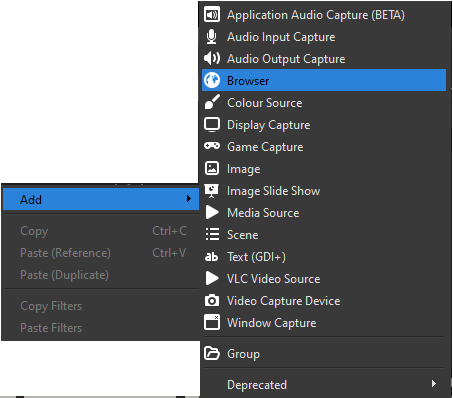 Application Audio Capture (BETA)
Audio Input Capture
Audio Output Capture
Browser
Colour Source
Display Capture
Game Capture
Image
Image Slide Show
Media Source
Scene
ab Text (GDI+)
VLC Video Source
Video Capture Device
Window Capture
Group
Deprecated
Add
Copy Ctrl+C
Paste (Reference) Ctrl+V
Paste (Duplicate)
Copy Filters
Paste Filters